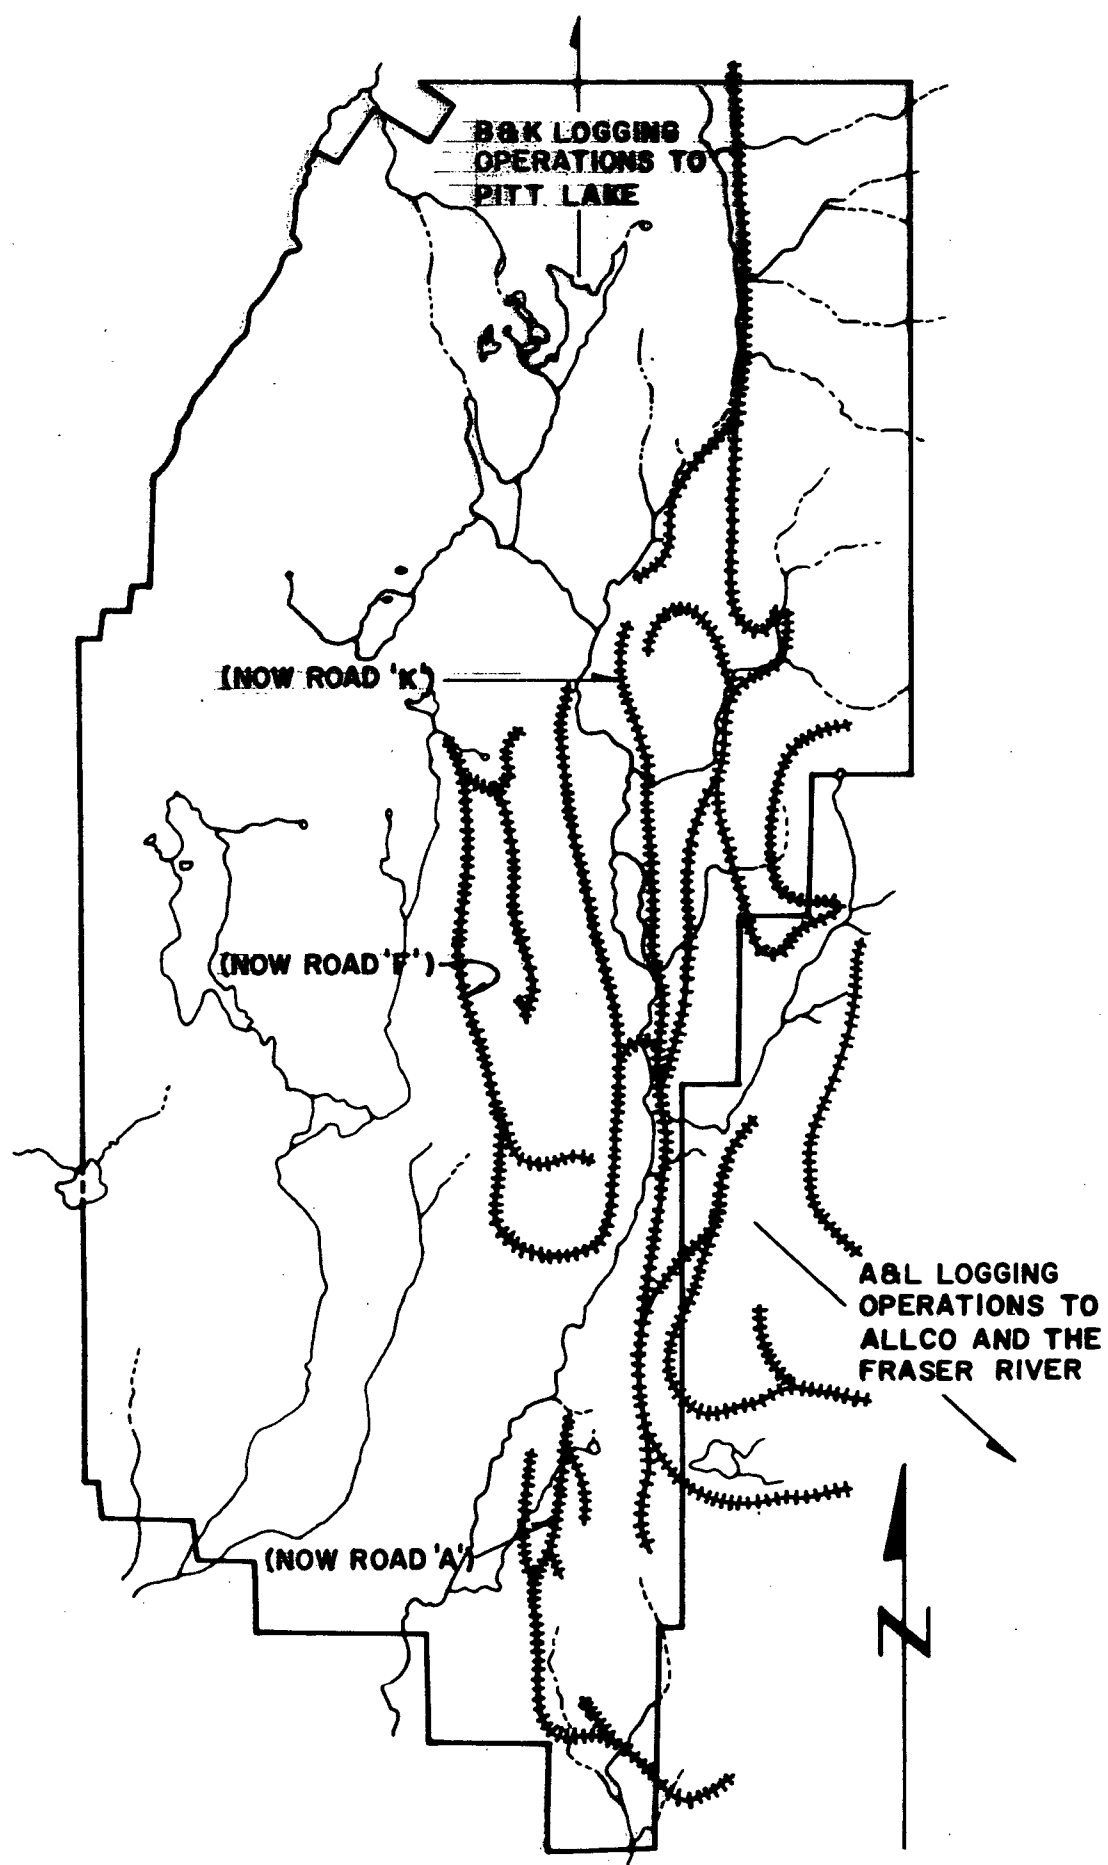 B&K LOGGING
OPERATIONS TO
PITT LAKE
(NOW ROAD 'K')
(NOW ROAD 'F')
A&L LOGGING
OPERATIONS TO
ALLCO AND THE
FRASER RIVER
(NOW ROAD 'A')
N